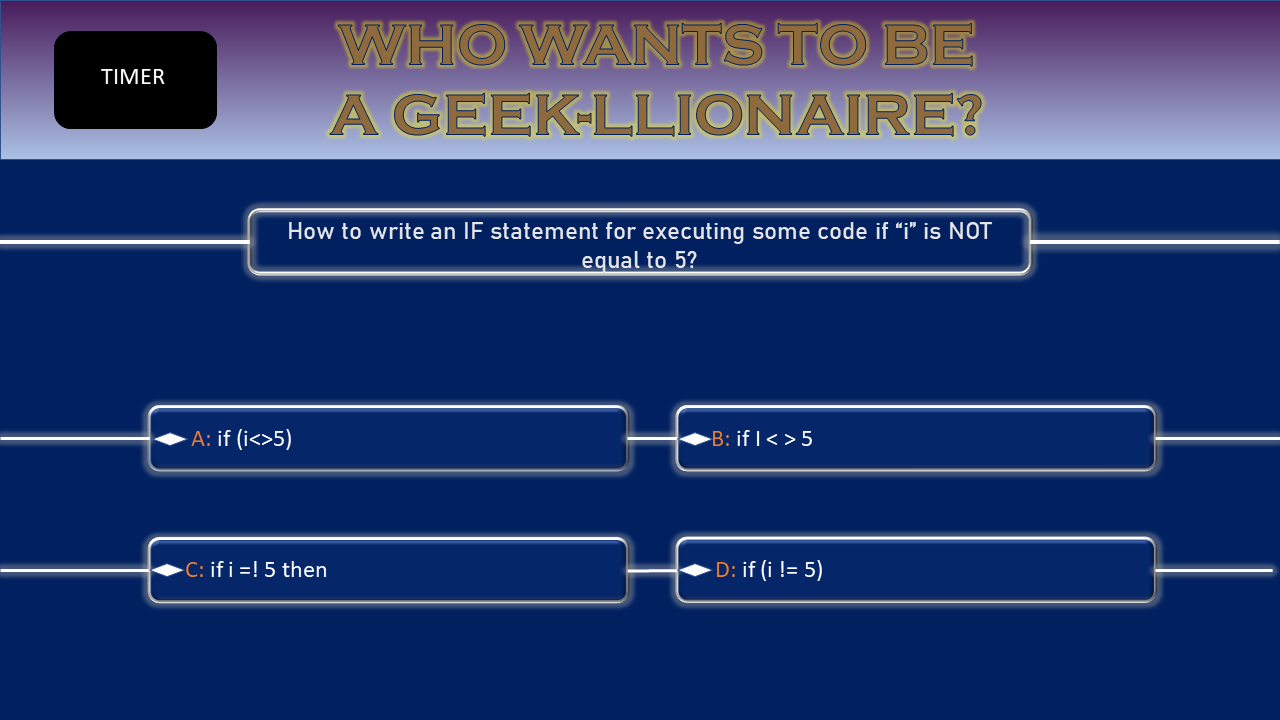 TIMER
WHO WANTS TO BE
A GEEK-LLIONAIRE?
How to write an IF statement for executing some code if “i” is NOT
equal to 5?
A: if (i<>5)
B: if I < > 5
C: if i =! 5 then
D: if (i != 5)